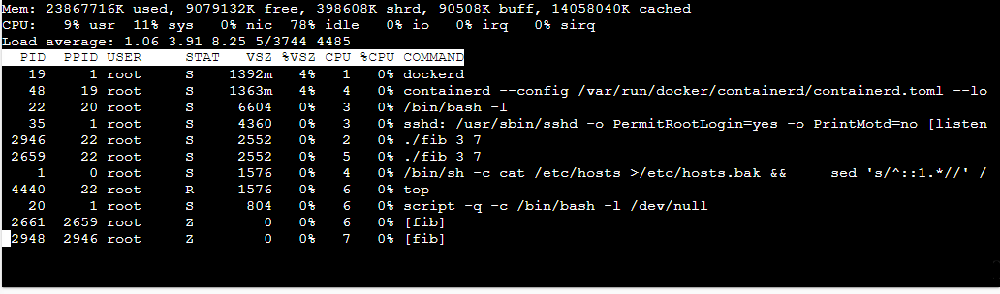 Mem: 23867716K used, 9079132K free, 398608K shrd, 90508K buff, 14058040K cached
CPU:   9% usr  11% sys   0% nic  78% idle   0% io   0% irq   0% sirq
Load average: 1.06 3.91 8.25 5/3744 4485
  PID  PPID USER     STAT   VSZ %VSZ CPU %CPU COMMAND
   19     1 root     S    1392m   4%   1   0% dockerd
   48    19 root     S    1363m   4%   4   0% containerd --config /var/run/docker/containerd/containerd.toml --lo
   22    20 root     S     6604   0%   3   0% /bin/bash -l
   35     1 root     S     4360   0%   3   0% sshd: /usr/sbin/sshd -o PermitRootLogin=yes -o PrintMotd=no [listen
 2946    22 root     S     2552   0%   2   0% ./fib 3 7
 2659    22 root     S     2552   0%   5   0% ./fib 3 7
    1     0 root     S     1576   0%   4   0% /bin/sh -c cat /etc/hosts >/etc/hosts.bak &&     sed 's/^::1.*//' /
 4440    22 root     R     1576   0%   6   0% top
   20     1 root     S      804   0%   6   0% script -q -c /bin/bash -l /dev/null
 2661  2659 root     Z        0   0%   6   0% [fib]
 2948  2946 root     Z        0   0%   7   0% [fib]